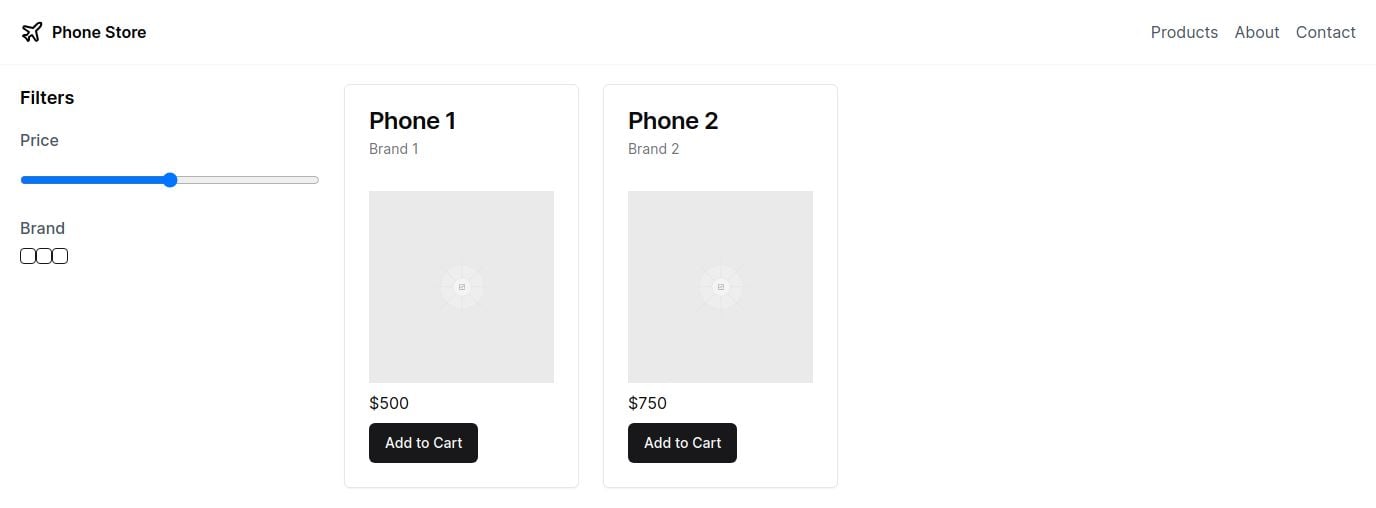 Phone Store
Products About Contact
Filters
Price
Brand
Phone 1
Brand 1
$500
Add to Cart
Phone 2
Brand 2
$750
Add to Cart